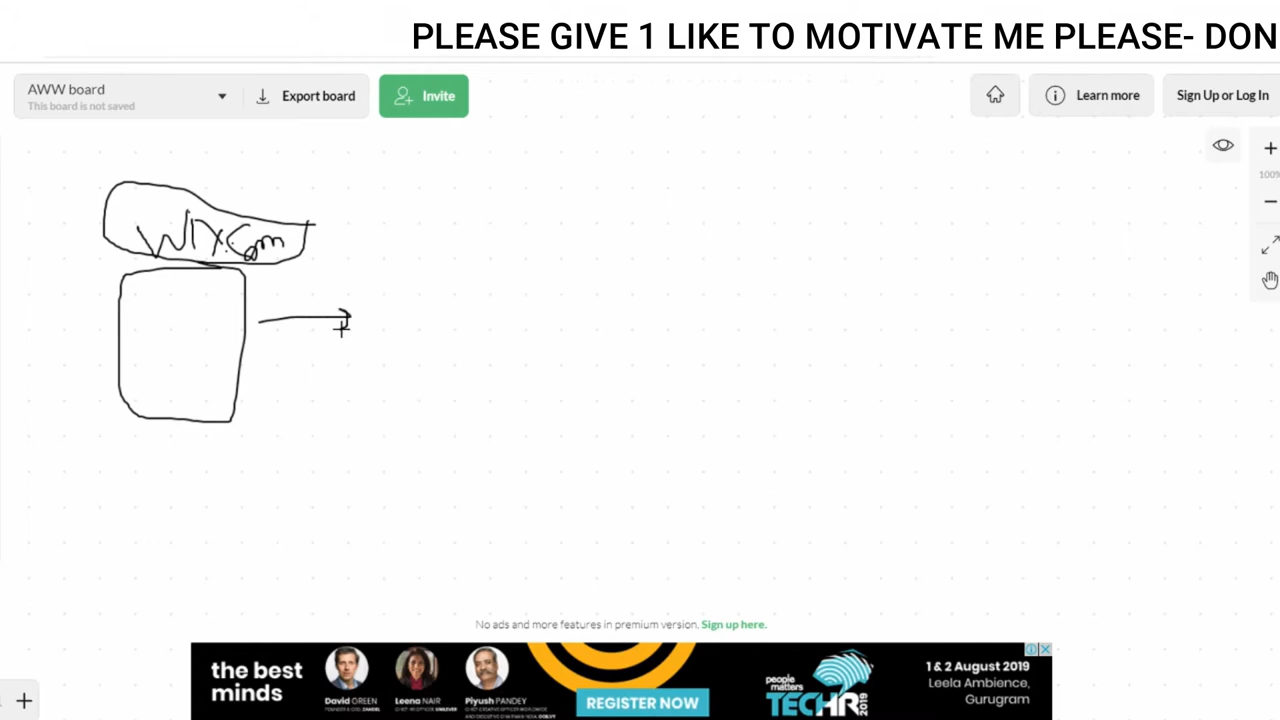 PLEASE GIVE 1 LIKE TO MOTIVATE ME PLEASE- DON
AWW board
This board is not saved
Export board
Invite
Learn more
Sign Up or Log In
100%
WIX.Com
No ads and more features in premium version. Sign up here.
the best
minds
David GREEN
Leena NAIR
Piyush PANDEY
REGISTER NOW
people
matters
TECHHR
2019
1 & 2 August 2019
Leela Ambience,
Gurugram